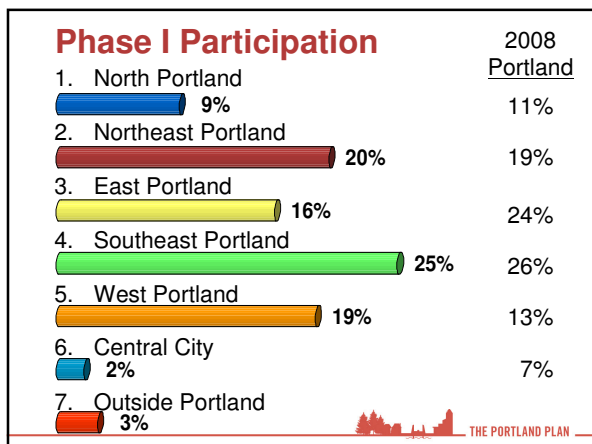 Phase I Participation
2008
Portland
1. North Portland
9%
11%
2. Northeast Portland
20%
19%
3. East Portland
16%
24%
4. Southeast Portland
25%
26%
5. West Portland
19%
13%
6. Central City
2%
7%
7. Outside Portland
3%
THE PORTLAND PLAN